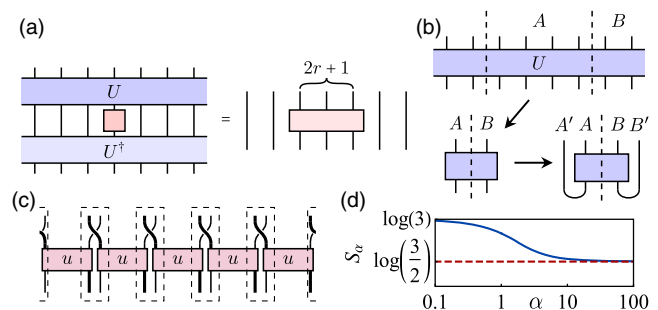 (a)
U
U†
=
2r + 1
(b)
A B
U
A B
A′ A B B′
(c)
u u u u u
(d)
log(3)
Sα
log(3/2)
0.1 1 α 10 100